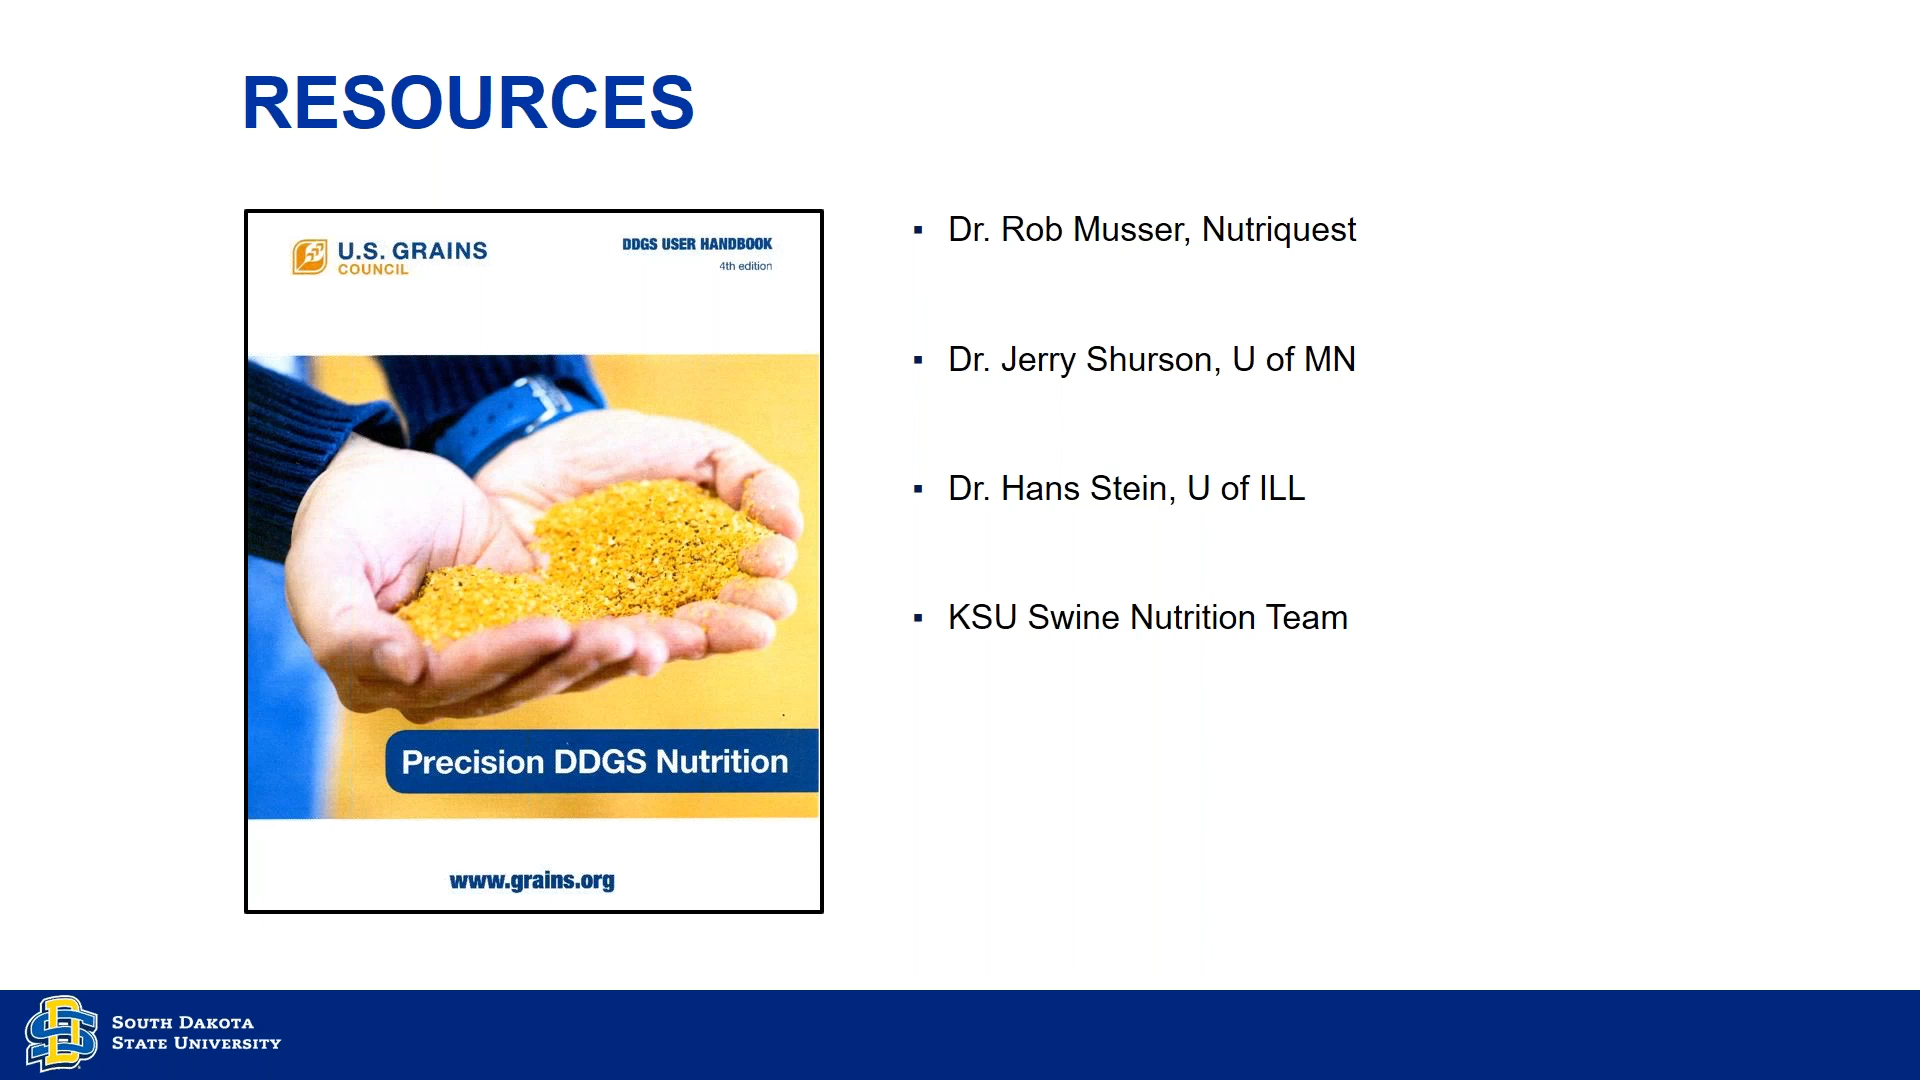 RESOURCES
U.S. GRAINS
COUNCIL
DDGS USER HANDBOOK
4th edition
Precision DDGS Nutrition
www.grains.org
▪ Dr. Rob Musser, Nutriquest
▪ Dr. Jerry Shurson, U of MN
▪ Dr. Hans Stein, U of ILL
▪ KSU Swine Nutrition Team
SOUTH DAKOTA
STATE UNIVERSITY